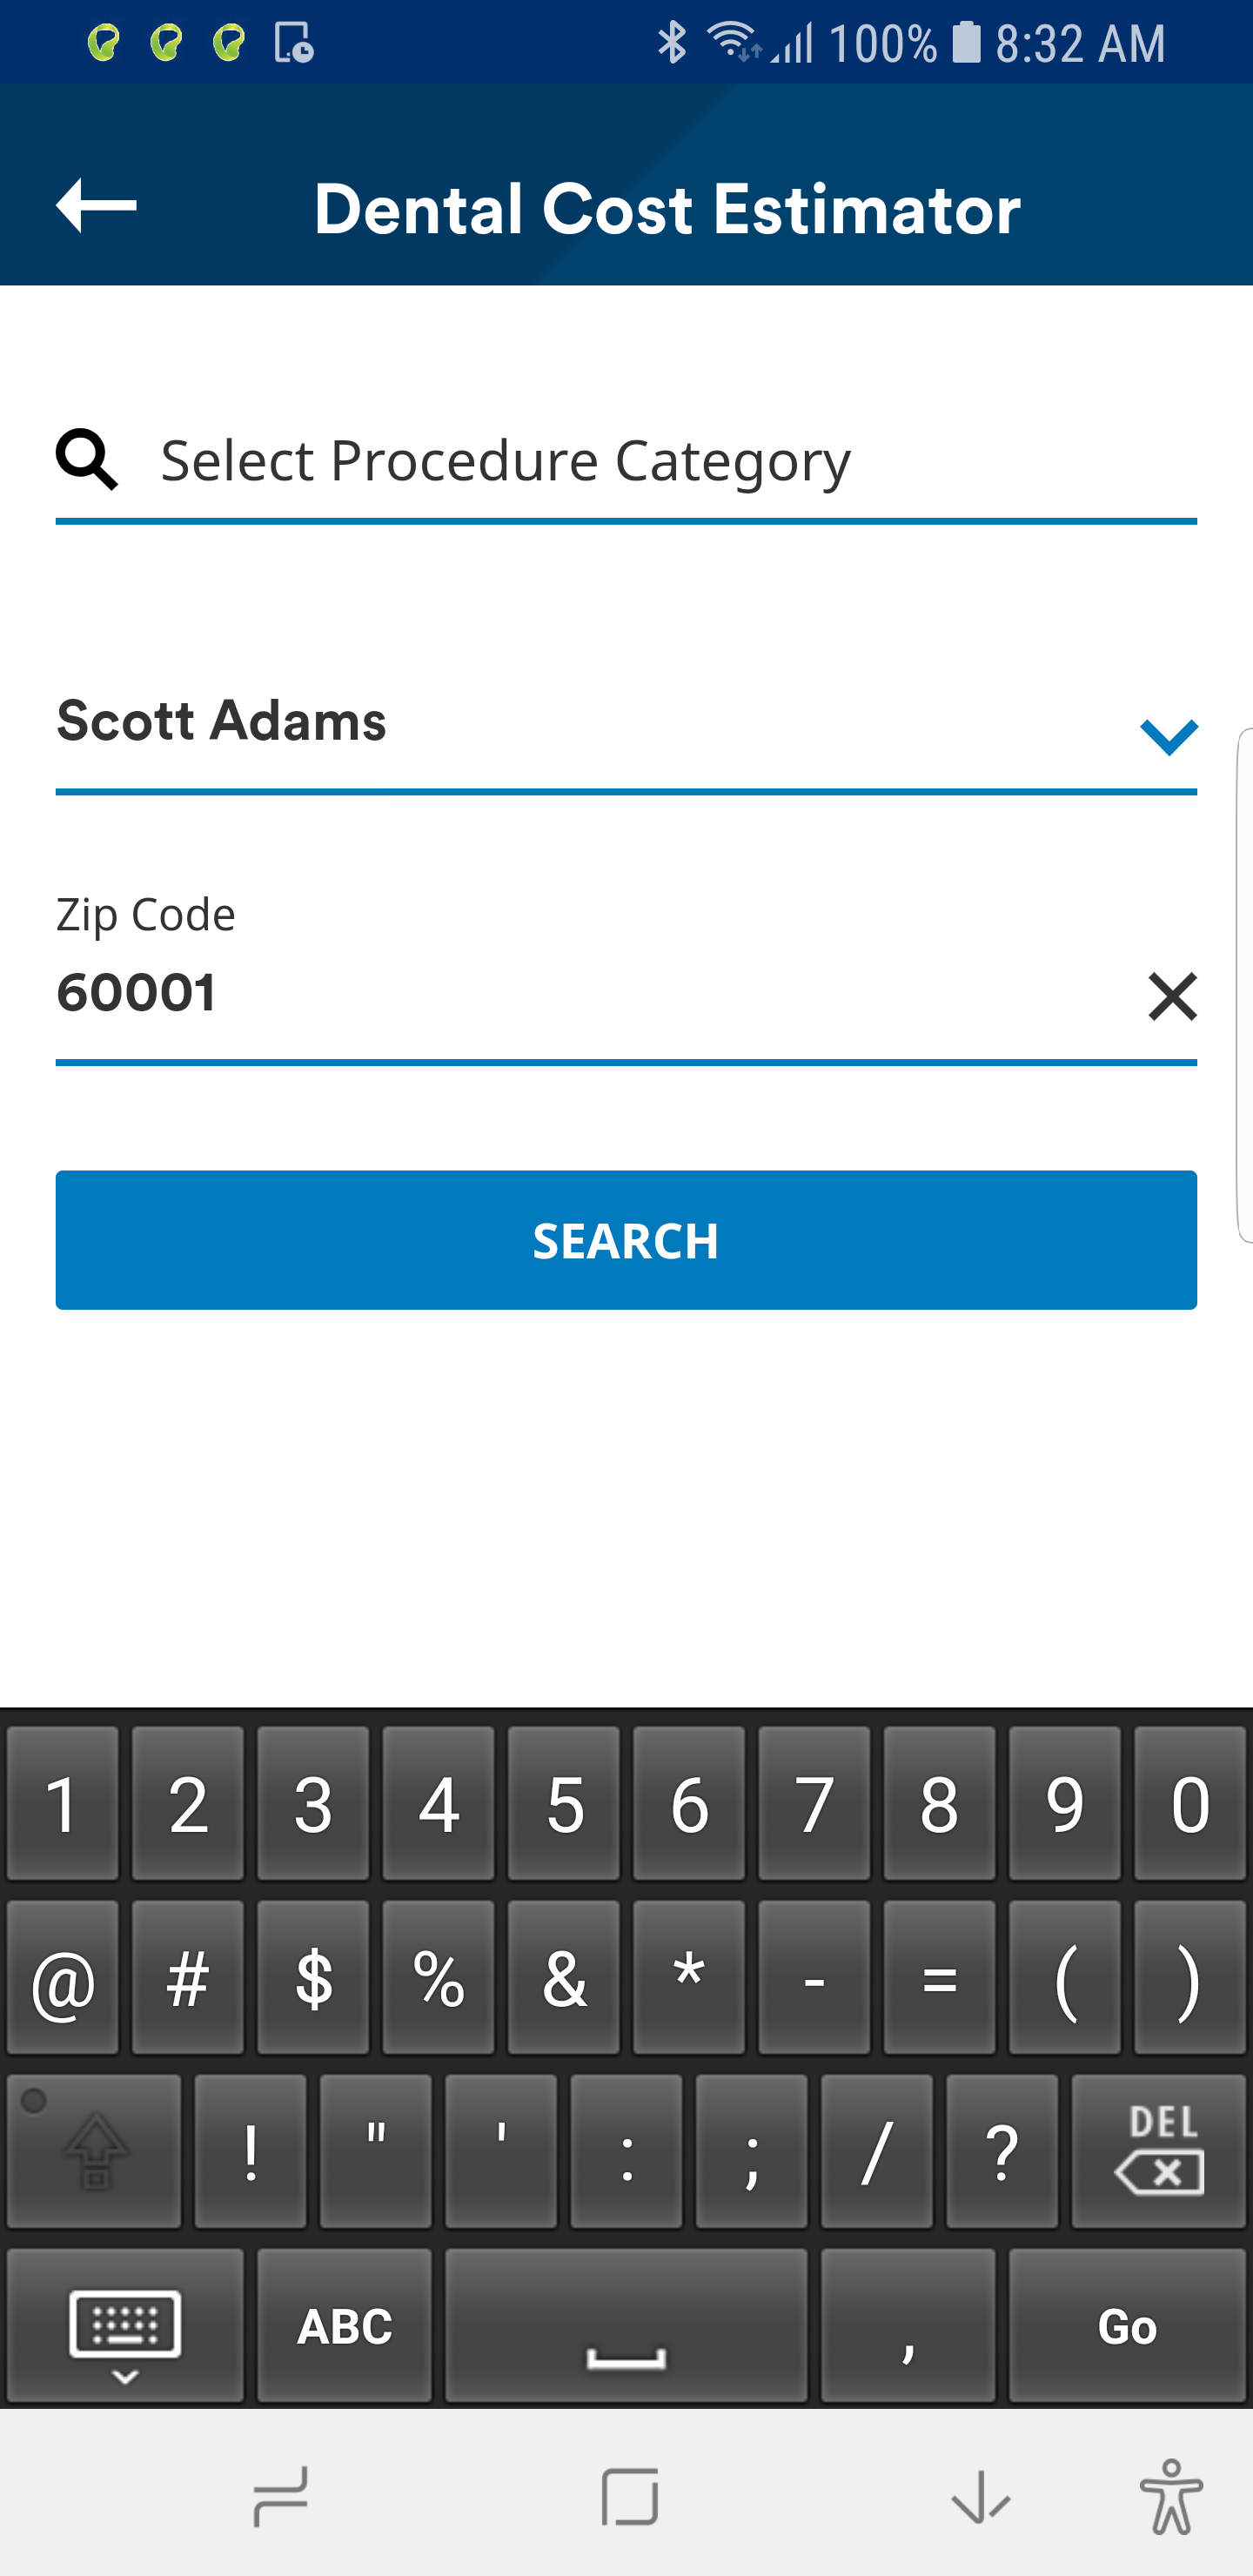 100% 8:32 AM
Dental Cost Estimator
Select Procedure Category
Scott Adams
Zip Code
60001
SEARCH
1 2 3 4 5 6 7 8 9 0
@ # $ % & * - = ( )
! " ' : ; / ? DEL
ABC , Go